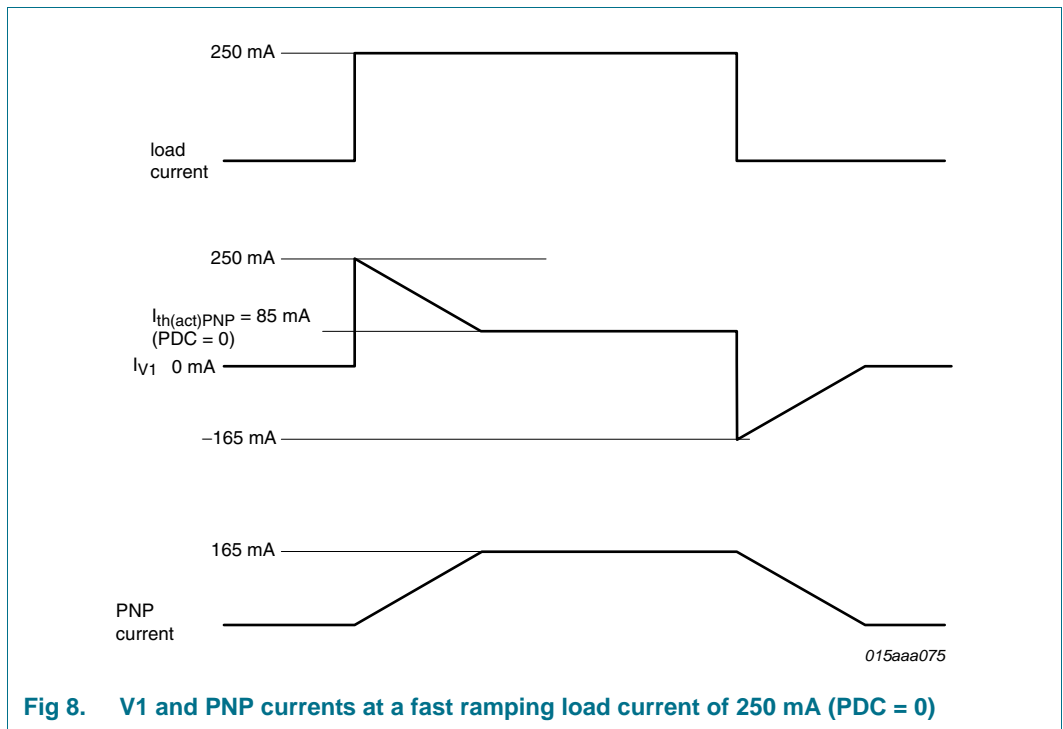 250 mA
load
current
250 mA
Ith(act)PNP = 85 mA
(PDC = 0)
IV1 0 mA
−165 mA
165 mA
PNP
current
015aaa075
Fig 8. V1 and PNP currents at a fast ramping load current of 250 mA (PDC = 0)